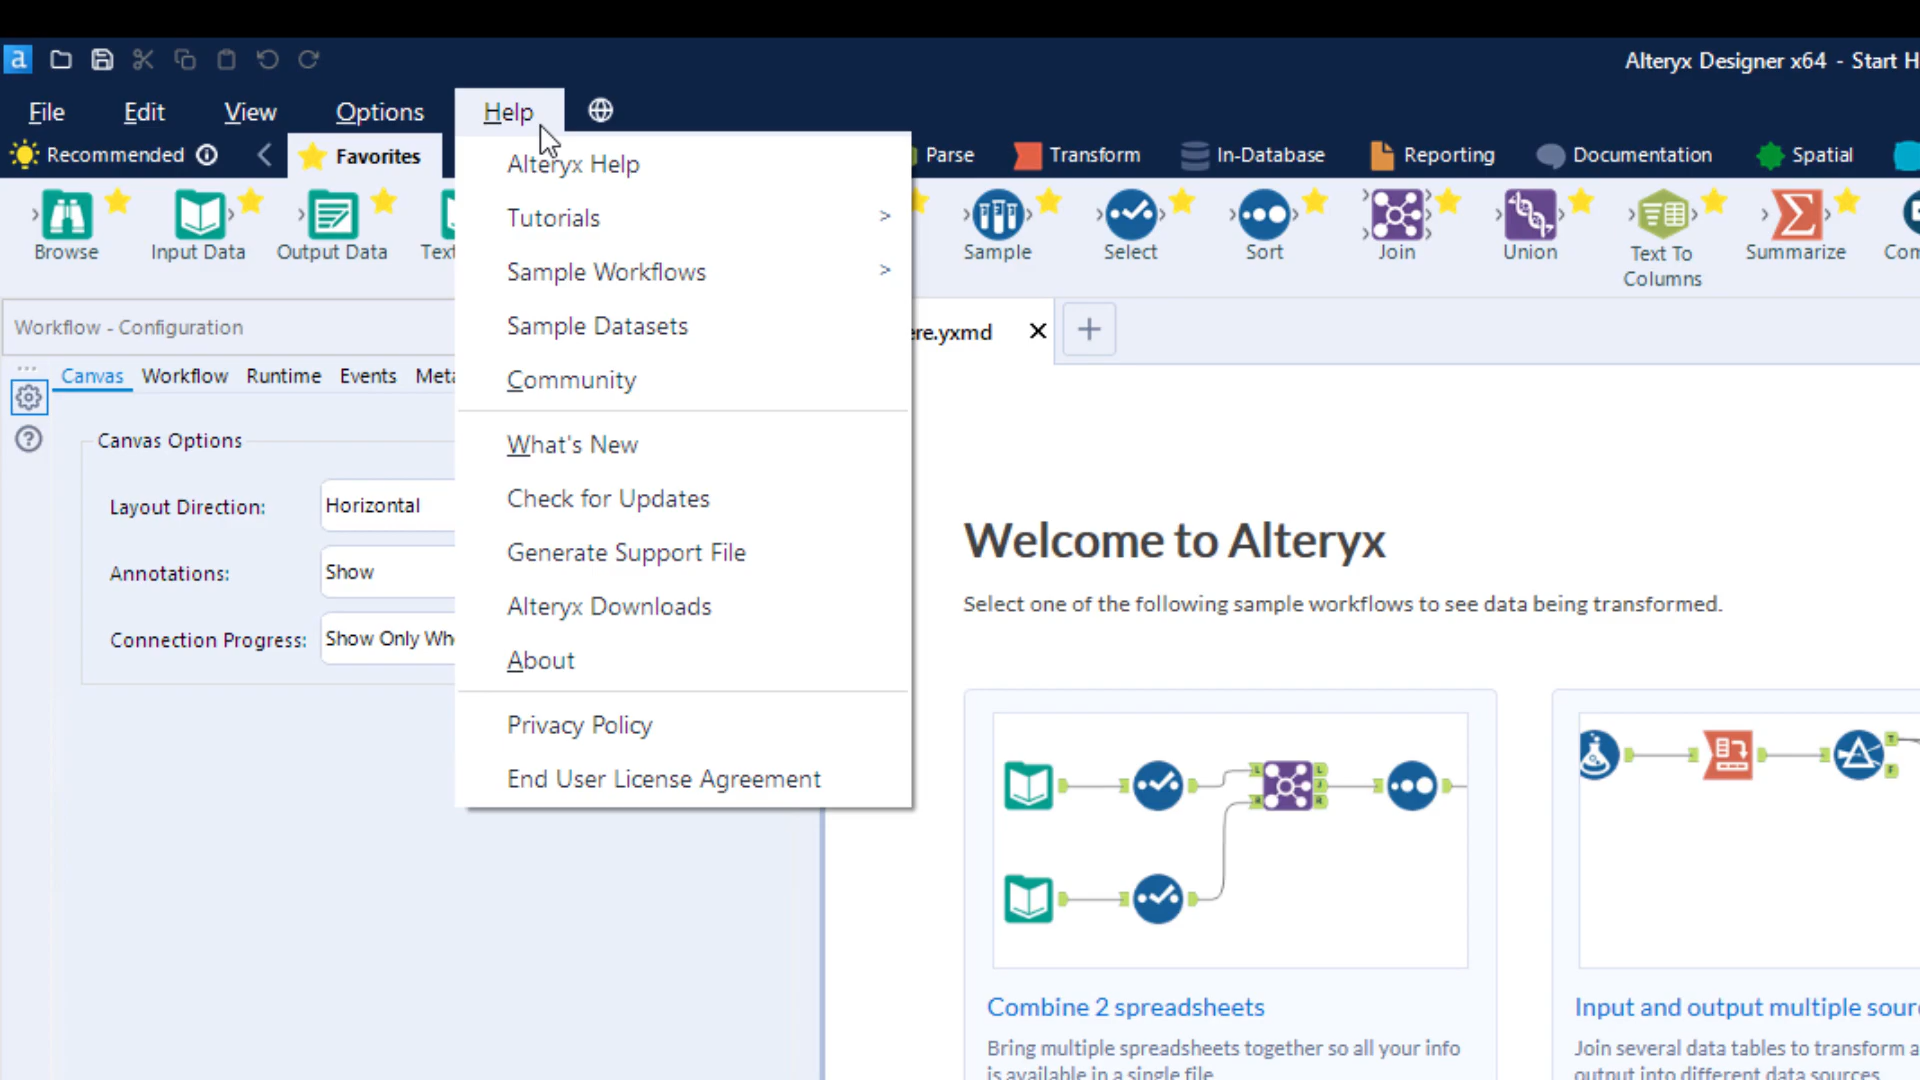 a
Alteryx Designer x64 - Start H
File Edit View Options Help
Recommended Favorites Parse Transform In-Database Reporting Documentation Spatial
Browse Input Data Output Data Text Sample Select Sort Join Union Text To Columns Summarize Com
Workflow - Configuration
ere.yxmd
Canvas Workflow Runtime Events Meta
Canvas Options
Layout Direction: Horizontal
Annotations: Show
Connection Progress: Show Only Whe
Alteryx Help
Tutorials >
Sample Workflows >
Sample Datasets
Community
What's New
Check for Updates
Generate Support File
Alteryx Downloads
About
Privacy Policy
End User License Agreement
Welcome to Alteryx
Select one of the following sample workflows to see data being transformed.
Combine 2 spreadsheets
Bring multiple spreadsheets together so all your info
is available in a single file.
Input and output multiple sour
Join several data tables to transform a
output into different data sources.